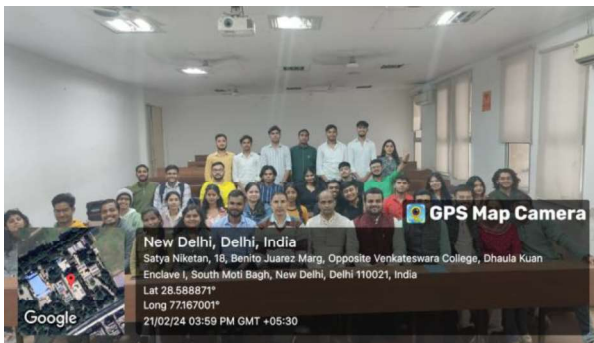 GPS Map Camera
New Delhi, Delhi, India
Satya Niketan, 18, Benito Juarez Marg, Opposite Venkateswara College, Dhaula Kuan
Enclave I, South Moti Bagh, New Delhi, Delhi 110021, India
Lat 28.588871°
Long 77.167001°
21/02/24 03:59 PM GMT +05:30
Google